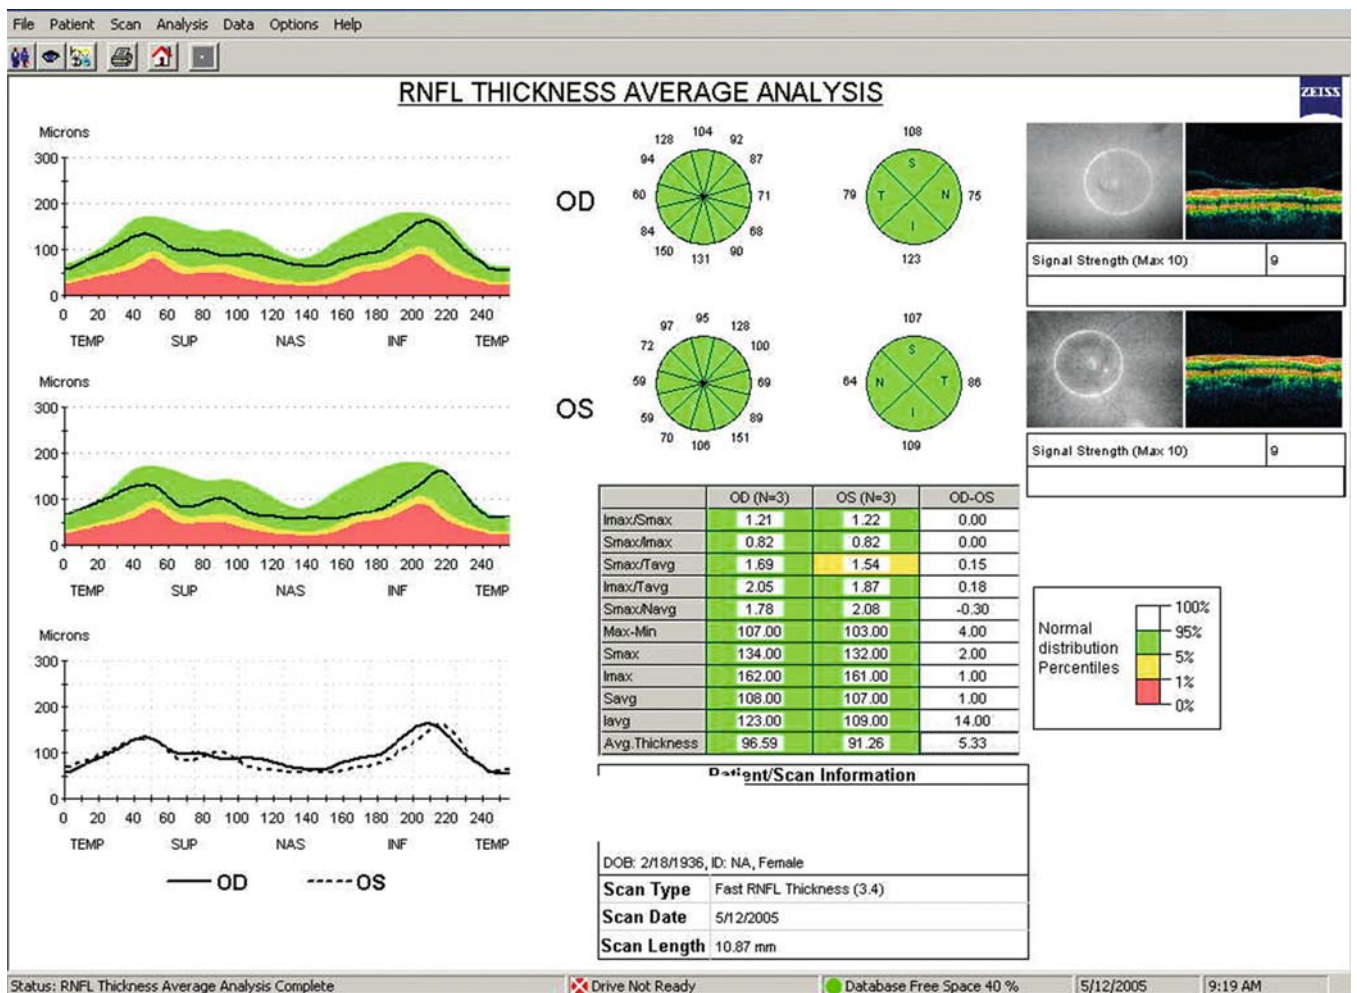 File Patient Scan Analysis Data Options Help
RNFL THICKNESS AVERAGE ANALYSIS
ZEISS
Microns
300
200
100
0
0 20 40 60 80 100 120 140 160 180 200 220 240
TEMP SUP NAS INF TEMP
Microns
300
200
100
0
0 20 40 60 80 100 120 140 160 180 200 220 240
TEMP SUP NAS INF TEMP
Microns
300
200
100
0
0 20 40 60 80 100 120 140 160 180 200 220 240
TEMP SUP NAS INF TEMP
OD OS
OD
104
128 92
94 87
60 71
84 68
150 90
131
108
S
79 T N 75
I
123
OS
95
97 128
72 100
59 69
59 89
70 151
106
107
S
64 N T 86
I
109
Signal Strength (Max 10) 9
Signal Strength (Max 10) 9
OD (N=3) OS (N=3) OD-OS
Imax/Smax 1.21 1.22 0.00
Smax/Imax 0.82 0.82 0.00
Smax/Tavg 1.69 1.54 0.15
Imax/Tavg 2.05 1.87 0.18
Smax/Navg 1.78 2.08 -0.30
Max-Min 107.00 103.00 4.00
Smax 134.00 132.00 2.00
Imax 162.00 161.00 1.00
Savg 108.00 107.00 1.00
Iavg 123.00 109.00 14.00
Avg.Thickness 96.59 91.26 5.33
Normal
distribution
Percentiles
100%
95%
5%
1%
0%
Patient/Scan Information
DOB: 2/18/1936, ID: NA, Female
Scan Type Fast RNFL Thickness (3.4)
Scan Date 5/12/2005
Scan Length 10.87 mm
Status: RNFL Thickness Average Analysis Complete Drive Not Ready Database Free Space 40 % 5/12/2005 9:19 AM